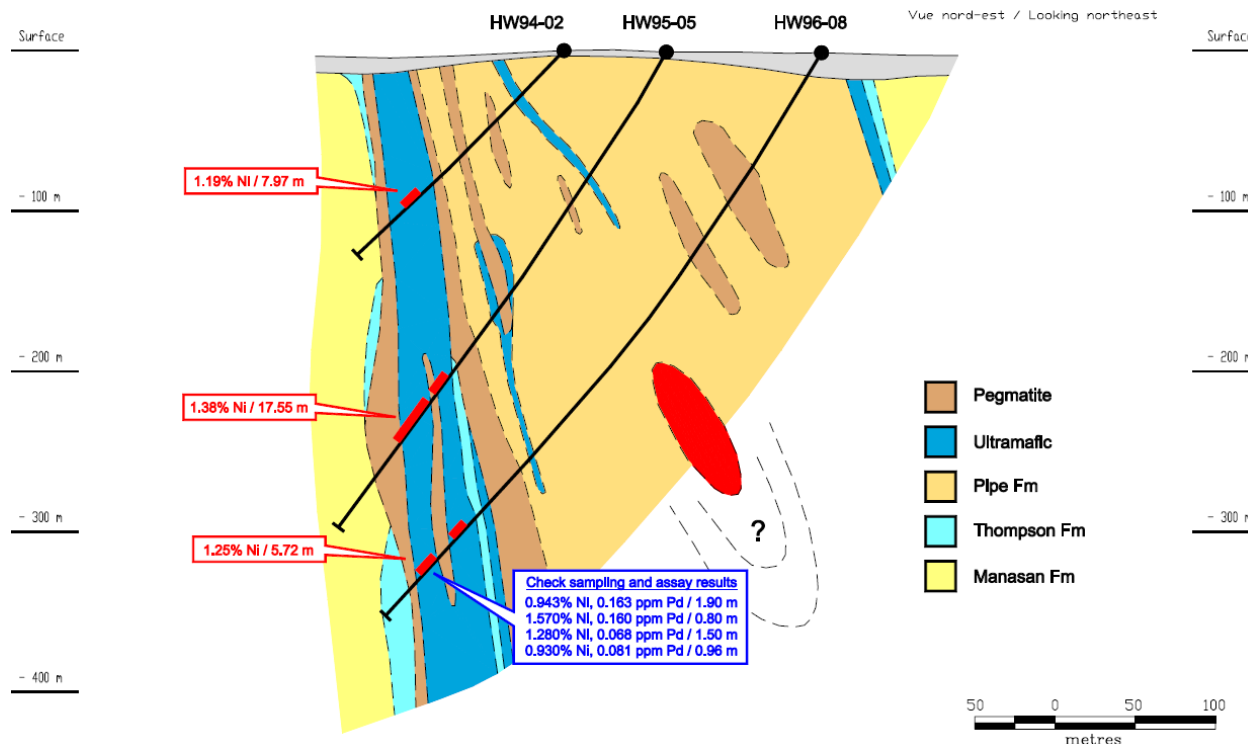 HW94-02 HW95-05 HW96-08
Vue nord-est / Looking northeast
Surface
Surface
1.19% Ni / 7.97 m
- 100 m
- 100 m
- 200 m
- 200 m
1.38% Ni / 17.55 m
Pegmatite
Ultramafic
Pipe Fm
Thompson Fm
Manasan Fm
- 300 m
- 300 m
?
1.25% Ni / 5.72 m
Check sampling and assay results
0.943% Ni, 0.163 ppm Pd / 1.90 m
1.570% Ni, 0.160 ppm Pd / 0.80 m
1.280% Ni, 0.068 ppm Pd / 1.50 m
0.930% Ni, 0.081 ppm Pd / 0.96 m
- 400 m
50 0 50 100
metres